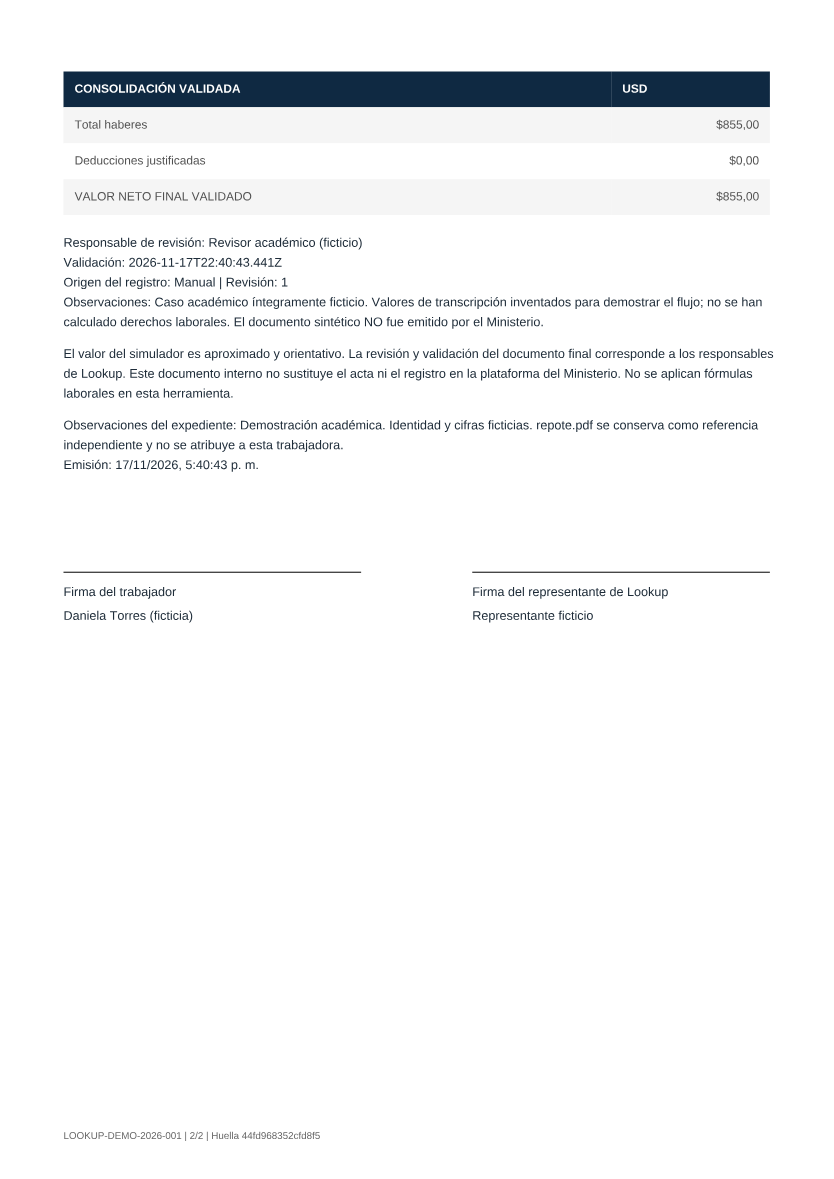 CONSOLIDACIÓN VALIDADA USD
Total haberes $855,00
Deducciones justificadas $0,00
VALOR NETO FINAL VALIDADO $855,00
Responsable de revisión: Revisor académico (ficticio)
Validación: 2026-11-17T22:40:43.441Z
Origen del registro: Manual | Revisión: 1
Observaciones: Caso académico íntegramente ficticio. Valores de transcripción inventados para demostrar el flujo; no se han
calculado derechos laborales. El documento sintético NO fue emitido por el Ministerio.
El valor del simulador es aproximado y orientativo. La revisión y validación del documento final corresponde a los responsables
de Lookup. Este documento interno no sustituye el acta ni el registro en la plataforma del Ministerio. No se aplican fórmulas
laborales en esta herramienta.
Observaciones del expediente: Demostración académica. Identidad y cifras ficticias. repote.pdf se conserva como referencia
independiente y no se atribuye a esta trabajadora.
Emisión: 17/11/2026, 5:40:43 p. m.
Firma del trabajador Firma del representante de Lookup
Daniela Torres (ficticia) Representante ficticio
LOOKUP-DEMO-2026-001 | 2/2 | Huella 44fd968352cfd8f5